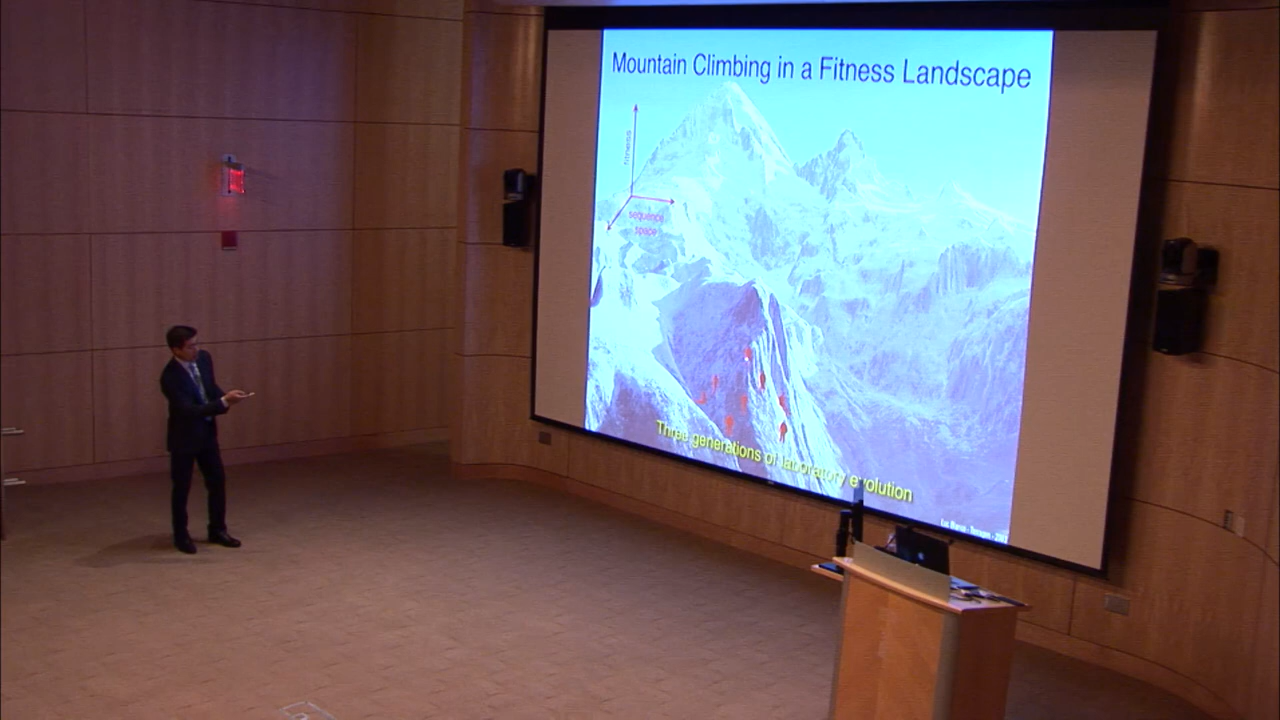 Mountain Climbing in a Fitness Landscape
fitness
sequence
space
Three generations of laboratory evolution